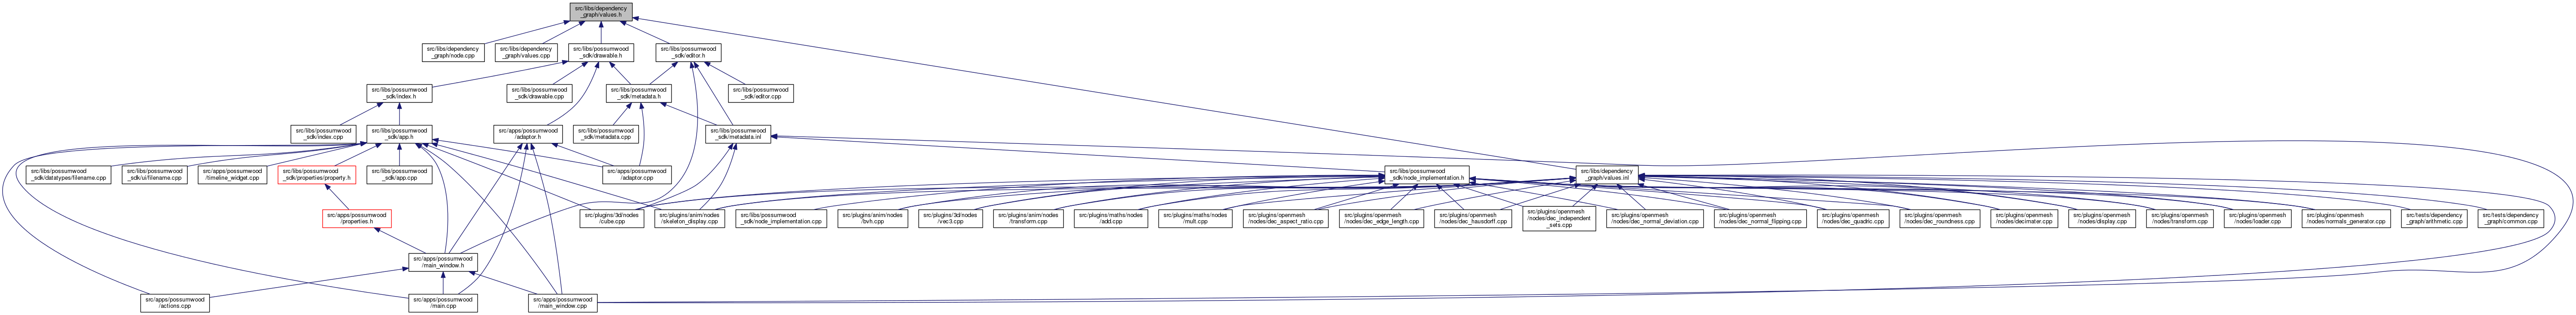 src/libs/dependency
_graph/values.h
src/libs/dependency
_graph/node.cpp
src/libs/dependency
_graph/values.cpp
src/libs/possumwood
_sdk/drawable.h
src/libs/possumwood
_sdk/editor.h
src/libs/possumwood
_sdk/index.h
src/libs/possumwood
_sdk/drawable.cpp
src/libs/possumwood
_sdk/metadata.h
src/libs/possumwood
_sdk/editor.cpp
src/libs/possumwood
_sdk/index.cpp
src/libs/possumwood
_sdk/app.h
src/apps/possumwood
/adaptor.h
src/libs/possumwood
_sdk/metadata.cpp
src/libs/possumwood
_sdk/metadata.inl
src/libs/possumwood
_sdk/datatypes/filename.cpp
src/libs/possumwood
_sdk/ui/filename.cpp
src/apps/possumwood
/timeline_widget.cpp
src/libs/possumwood
_sdk/properties/property.h
src/libs/possumwood
_sdk/app.cpp
src/apps/possumwood
/adaptor.cpp
src/libs/possumwood
_sdk/node_implementation.h
src/libs/dependency
_graph/values.inl
src/apps/possumwood
/properties.h
src/plugins/3d/nodes
/cube.cpp
src/plugins/anim/nodes
/skeleton_display.cpp
src/libs/possumwood
_sdk/node_implementation.cpp
src/plugins/anim/nodes
/bvh.cpp
src/plugins/3d/nodes
/vec3.cpp
src/plugins/anim/nodes
/transform.cpp
src/plugins/maths/nodes
/add.cpp
src/plugins/maths/nodes
/mult.cpp
src/plugins/openmesh
/nodes/dec_aspect_ratio.cpp
src/plugins/openmesh
/nodes/dec_edge_length.cpp
src/plugins/openmesh
/nodes/dec_hausdorff.cpp
src/plugins/openmesh
/nodes/dec_independent
_sets.cpp
src/plugins/openmesh
/nodes/dec_normal_deviation.cpp
src/plugins/openmesh
/nodes/dec_normal_flipping.cpp
src/plugins/openmesh
/nodes/dec_quadric.cpp
src/plugins/openmesh
/nodes/dec_roundness.cpp
src/plugins/openmesh
/nodes/decimater.cpp
src/plugins/openmesh
/nodes/display.cpp
src/plugins/openmesh
/nodes/transform.cpp
src/plugins/openmesh
/nodes/loader.cpp
src/plugins/openmesh
/nodes/normals_generator.cpp
src/tests/dependency
_graph/arithmetic.cpp
src/tests/dependency
_graph/common.cpp
src/apps/possumwood
/main_window.h
src/apps/possumwood
/actions.cpp
src/apps/possumwood
/main.cpp
src/apps/possumwood
/main_window.cpp